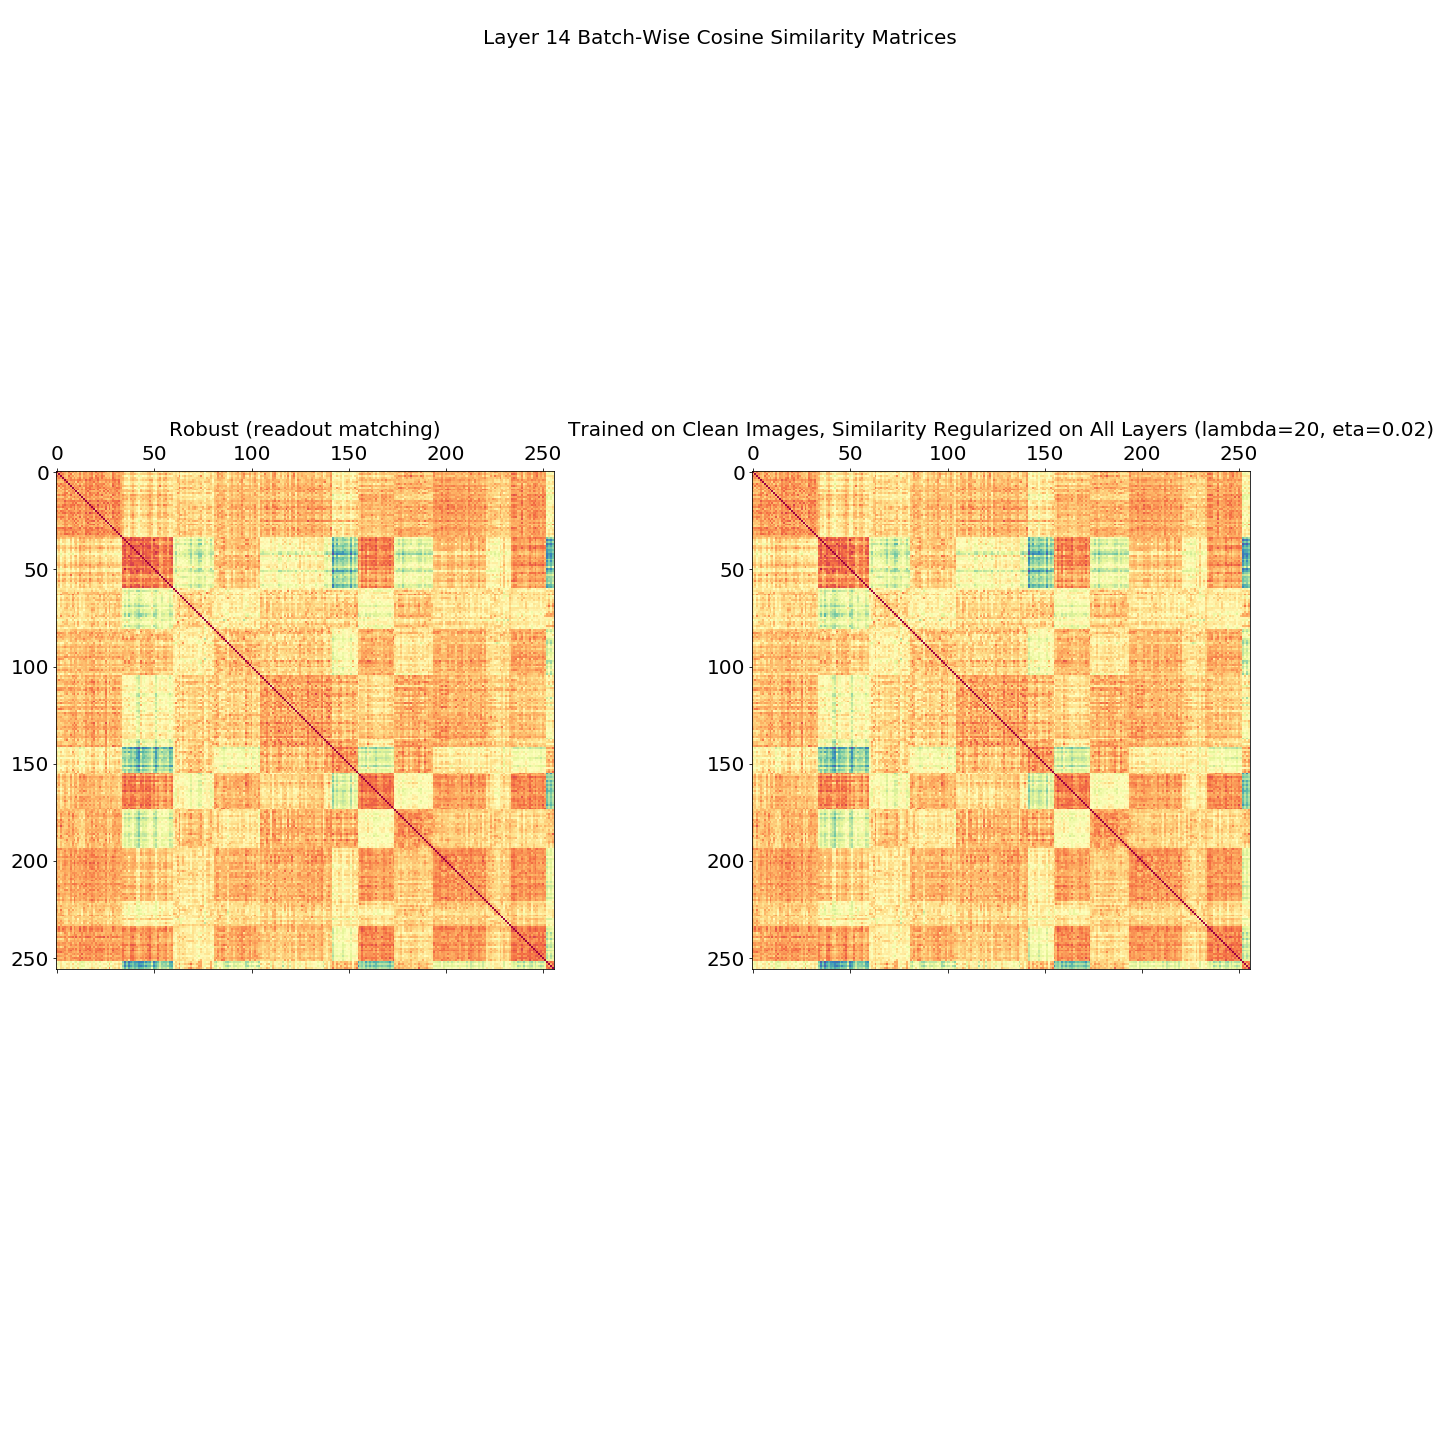 Layer 14 Batch-Wise Cosine Similarity Matrices
Robust (readout matching)
0 50 100 150 200 250
0
50
100
150
200
250
Trained on Clean Images, Similarity Regularized on All Layers (lambda=20, eta=0.02)
0 50 100 150 200 250
0
50
100
150
200
250